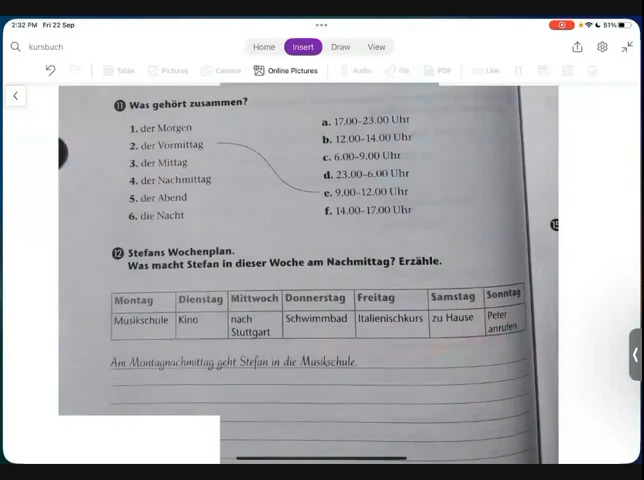 2:32 PM Fri 22 Sep
51%
kursbuch
Home Insert Draw View
Table Pictures Camera Online Pictures Audio File PDF Link
11 Was gehört zusammen?
1. der Morgen
2. der Vormittag
3. der Mittag
4. der Nachmittag
5. der Abend
6. die Nacht
a. 17.00–23.00 Uhr
b. 12.00–14.00 Uhr
c. 6.00–9.00 Uhr
d. 23.00–6.00 Uhr
e. 9.00–12.00 Uhr
f. 14.00–17.00 Uhr
12 Stefans Wochenplan.
Was macht Stefan in dieser Woche am Nachmittag? Erzähle.
Montag Dienstag Mittwoch Donnerstag Freitag Samstag Sonntag
Musikschule Kino nach Schwimmbad Italienischkurs zu Hause Peter
Stuttgart anrufen
Am Montagnachmittag geht Stefan in die Musikschule.